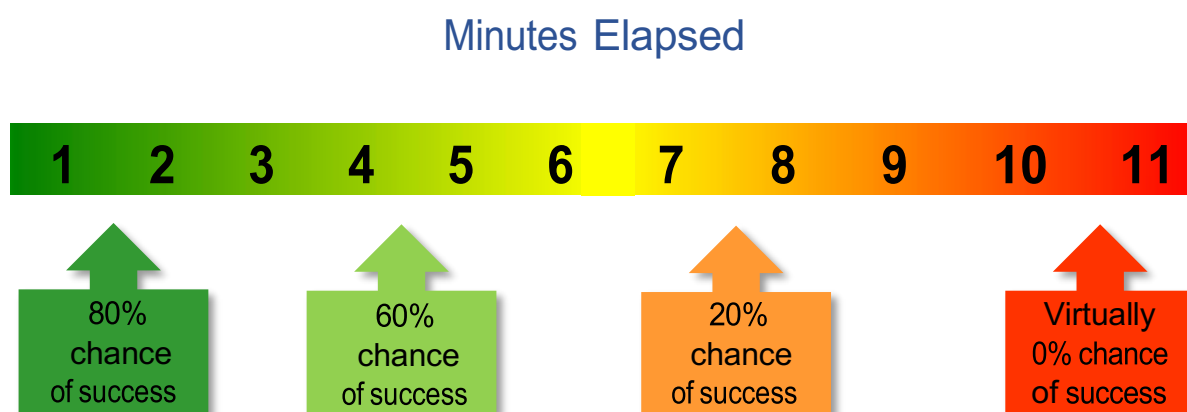 Minutes Elapsed
1 2 3 4 5 6 7 8 9 10 11
80%
chance
of success
60%
chance
of success
20%
chance
of success
Virtually
0% chance
of success